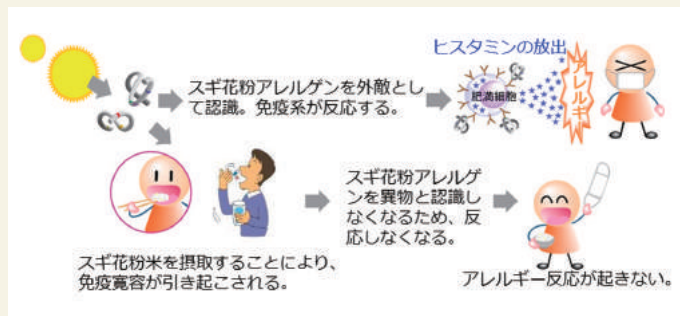 ヒスタミンの放出
スギ花粉アレルゲンを外敵とし
て認識。免疫系が反応する。
肥満細胞
アレルギー
スギ花粉アレルゲ
ンを異物と認識し
なくなるため、反
応しなくなる。
スギ花粉米を摂取することにより、
免疫寛容が引き起こされる。
アレルギー反応が起きない。